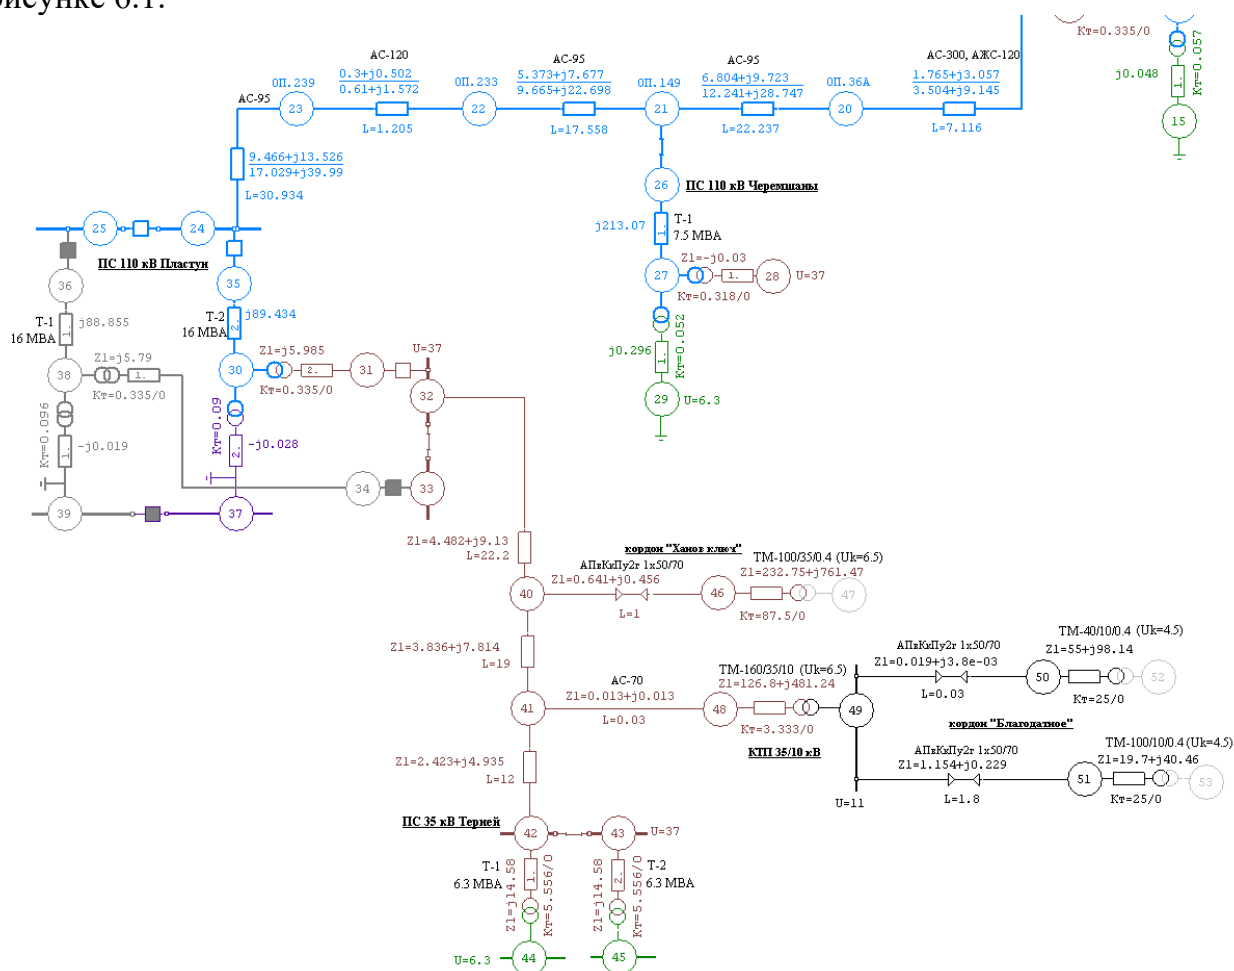 рисунке 6.1.
Кт=0.335/0
Кт=0.057
j0.048
1.
15
АС-120
АС-95
АС-95
АС-300, АЖС-120
ОП.239
0.3+j0.502
0.61+j1.572
ОП.233
5.373+j7.677
9.665+j22.698
ОП.149
6.804+j9.723
12.241+j28.747
ОП.36А
1.765+j3.057
3.504+j9.145
АС-95
23
22
21
20
L=1.205
L=17.558
L=22.237
L=7.116
9.466+j13.526
17.029+j39.99
L=30.934
26
ПС 110 кВ Черемшаны
j213.07
1.
Т-1
7.5 МВА
25
24
ПС 110 кВ Пластун
Z1=-j0.03
27
1.
28
U=37
Кт=0.318/0
36
35
Т-1
16 МВА
1.
j88.855
Т-2
16 МВА
2.
j89.434
Кт=0.052
j0.296
1.
29
U=6.3
Z1=j5.79
38
1.
Кт=0.335/0
Z1=j5.985
30
2.
31
Кт=0.335/0
U=37
32
Кт=0.096
1.
-j0.019
Кт=0.09
2.
-j0.028
34
33
39
37
Z1=4.482+j9.13
L=22.2
кордон "Ханов ключ"
АПвКкПу2г 1х50/70
Z1=0.641+j0.456
ТМ-100/35/0.4 (Uk=6.5)
Z1=232.75+j761.47
40
46
47
L=1
Кт=87.5/0
Z1=3.836+j7.814
L=19
АС-70
Z1=0.013+j0.013
ТМ-160/35/10 (Uk=6.5)
Z1=126.8+j481.24
41
L=0.03
48
Кт=3.333/0
49
КТП 35/10 кВ
АПвКкПу2г 1х50/70
Z1=0.019+j3.8e-03
ТМ-40/10/0.4 (Uk=4.5)
Z1=55+j98.14
50
52
L=0.03
Кт=25/0
кордон "Благодатное"
АПвКкПу2г 1х50/70
Z1=1.154+j0.229
ТМ-100/10/0.4 (Uk=4.5)
Z1=19.7+j40.46
51
53
U=11
L=1.8
Кт=25/0
Z1=2.423+j4.935
L=12
ПС 35 кВ Терней
42
43
U=37
Т-1
6.3 МВА
Z1=j14.58
1.
Кт=5.556/0
Z1=j14.58
2.
Кт=5.556/0
Т-2
6.3 МВА
U=6.3
44
45